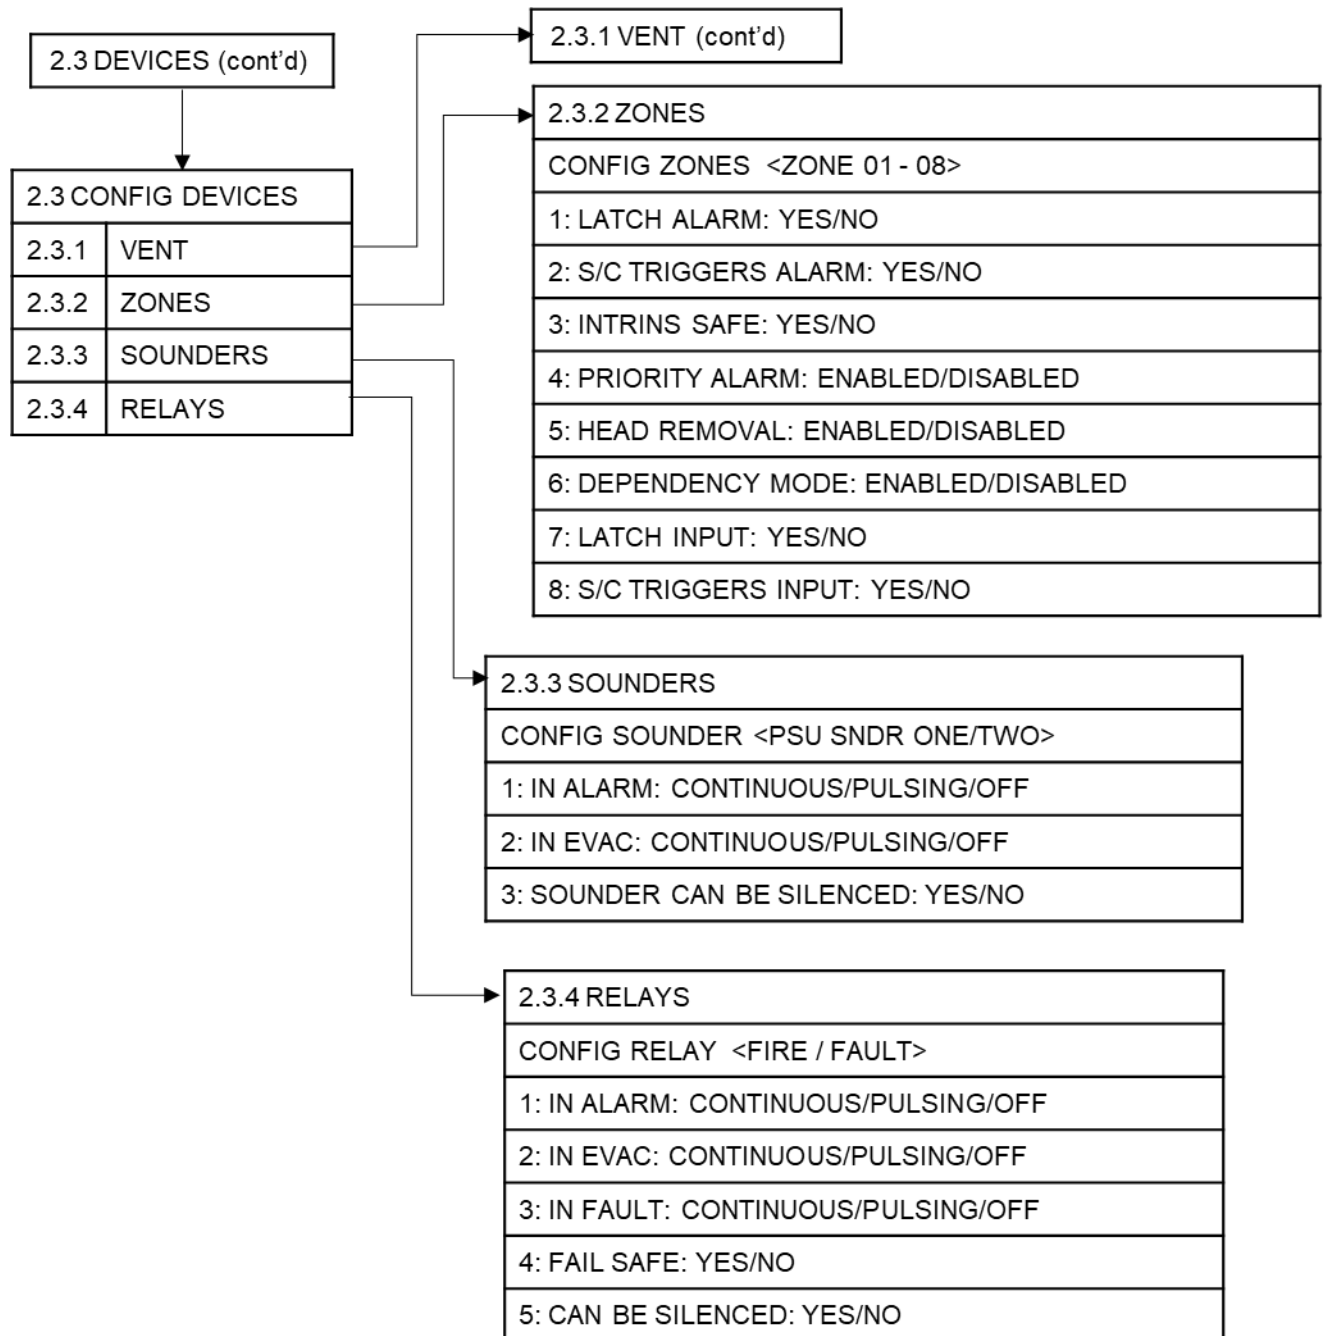 2.3 DEVICES (cont’d)
2.3 CONFIG DEVICES
2.3.1 VENT
2.3.2 ZONES
2.3.3 SOUNDERS
2.3.4 RELAYS
2.3.1 VENT (cont’d)
2.3.2 ZONES
CONFIG ZONES <ZONE 01 - 08>
1: LATCH ALARM: YES/NO
2: S/C TRIGGERS ALARM: YES/NO
3: INTRINS SAFE: YES/NO
4: PRIORITY ALARM: ENABLED/DISABLED
5: HEAD REMOVAL: ENABLED/DISABLED
6: DEPENDENCY MODE: ENABLED/DISABLED
7: LATCH INPUT: YES/NO
8: S/C TRIGGERS INPUT: YES/NO
2.3.3 SOUNDERS
CONFIG SOUNDER <PSU SNDR ONE/TWO>
1: IN ALARM: CONTINUOUS/PULSING/OFF
2: IN EVAC: CONTINUOUS/PULSING/OFF
3: SOUNDER CAN BE SILENCED: YES/NO
2.3.4 RELAYS
CONFIG RELAY <FIRE / FAULT>
1: IN ALARM: CONTINUOUS/PULSING/OFF
2: IN EVAC: CONTINUOUS/PULSING/OFF
3: IN FAULT: CONTINUOUS/PULSING/OFF
4: FAIL SAFE: YES/NO
5: CAN BE SILENCED: YES/NO